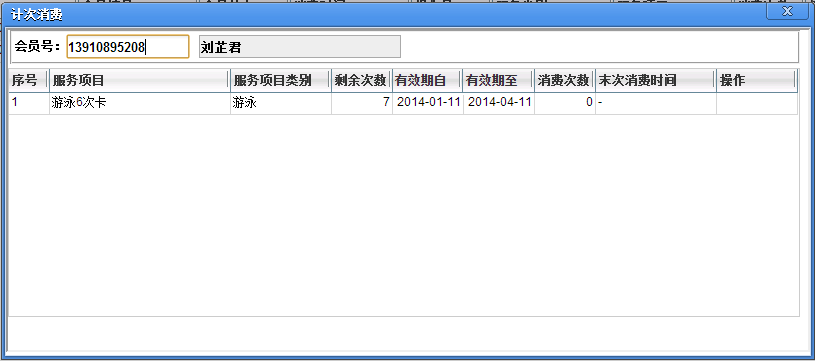 计次消费
会员号: 13910895208 刘芷君
序号 服务项目 服务项目类别 剩余次数 有效期自 有效期至 消费次数 末次消费时间 操作
1 游泳6次卡 游泳 7 2014-01-11 2014-04-11 0 -